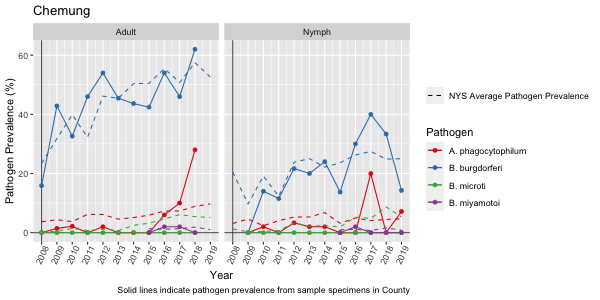 Chemung
Adult
Nymph
Pathogen Prevalence (%)
60
40
20
0
2008
2009
2010
2011
2012
2013
2014
2015
2016
2017
2018
2019
2008
2009
2010
2011
2012
2013
2014
2015
2016
2017
2018
2019
Year
NYS Average Pathogen Prevalence
Pathogen
A. phagocytophilum
B. burgdorferi
B. microti
B. miyamotoi
Solid lines indicate pathogen prevalence from sample specimens in County